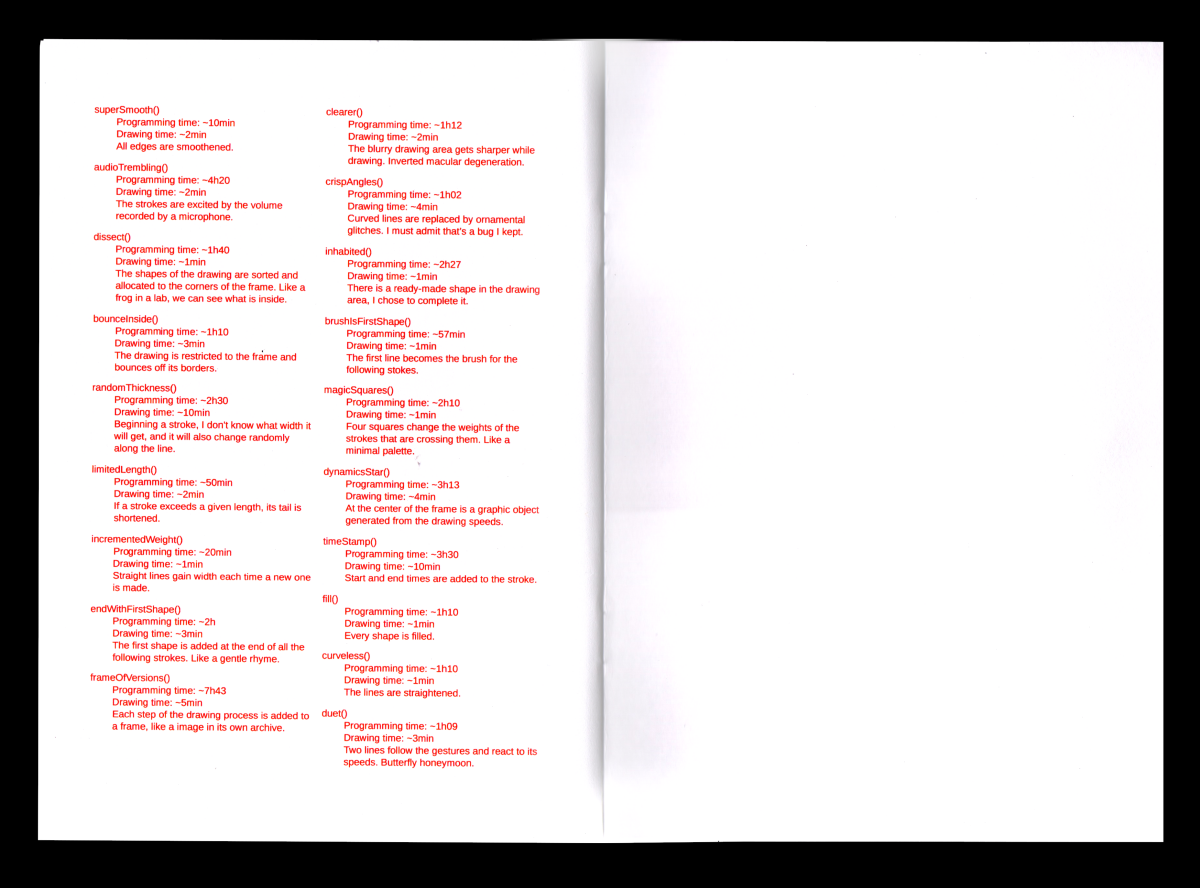 superSmooth()
Programming time: ~10min
Drawing time: ~2min
All edges are smoothened.
audioTrembling()
Programming time: ~4h20
Drawing time: ~2min
The strokes are excited by the volume
recorded by a microphone.
dissect()
Programming time: ~1h40
Drawing time: ~1min
The shapes of the drawing are sorted and
allocated to the corners of the frame. Like a
frog in a lab, we can see what is inside.
bounceInside()
Programming time: ~1h10
Drawing time: ~3min
The drawing is restricted to the frame and
bounces off its borders.
randomThickness()
Programming time: ~2h30
Drawing time: ~10min
Beginning a stroke, I don't know what width it
will get, and it will also change randomly
along the line.
limitedLength()
Programming time: ~50min
Drawing time: ~2min
If a stroke exceeds a given length, its tail is
shortened.
incrementedWeight()
Programming time: ~20min
Drawing time: ~1min
Straight lines gain width each time a new one
is made.
endWithFirstShape()
Programming time: ~2h
Drawing time: ~3min
The first shape is added at the end of all the
following strokes. Like a gentle rhyme.
frameOfVersions()
Programming time: ~7h43
Drawing time: ~5min
Each step of the drawing process is added to
a frame, like a image in its own archive.
clearer()
Programming time: ~1h12
Drawing time: ~2min
The blurry drawing area gets sharper while
drawing. Inverted macular degeneration.
crispAngles()
Programming time: ~1h02
Drawing time: ~4min
Curved lines are replaced by ornamental
glitches. I must admit that's a bug I kept.
inhabited()
Programming time: ~2h27
Drawing time: ~1min
There is a ready-made shape in the drawing
area, I chose to complete it.
brushIsFirstShape()
Programming time: ~57min
Drawing time: ~1min
The first line becomes the brush for the
following stokes.
magicSquares()
Programming time: ~2h10
Drawing time: ~1min
Four squares change the weights of the
strokes that are crossing them. Like a
minimal palette.
dynamicsStar()
Programming time: ~3h13
Drawing time: ~4min
At the center of the frame is a graphic object
generated from the drawing speeds.
timeStamp()
Programming time: ~3h30
Drawing time: ~10min
Start and end times are added to the stroke.
fill()
Programming time: ~1h10
Drawing time: ~1min
Every shape is filled.
curveless()
Programming time: ~1h10
Drawing time: ~1min
The lines are straightened.
duet()
Programming time: ~1h09
Drawing time: ~3min
Two lines follow the gestures and react to its
speeds. Butterfly honeymoon.